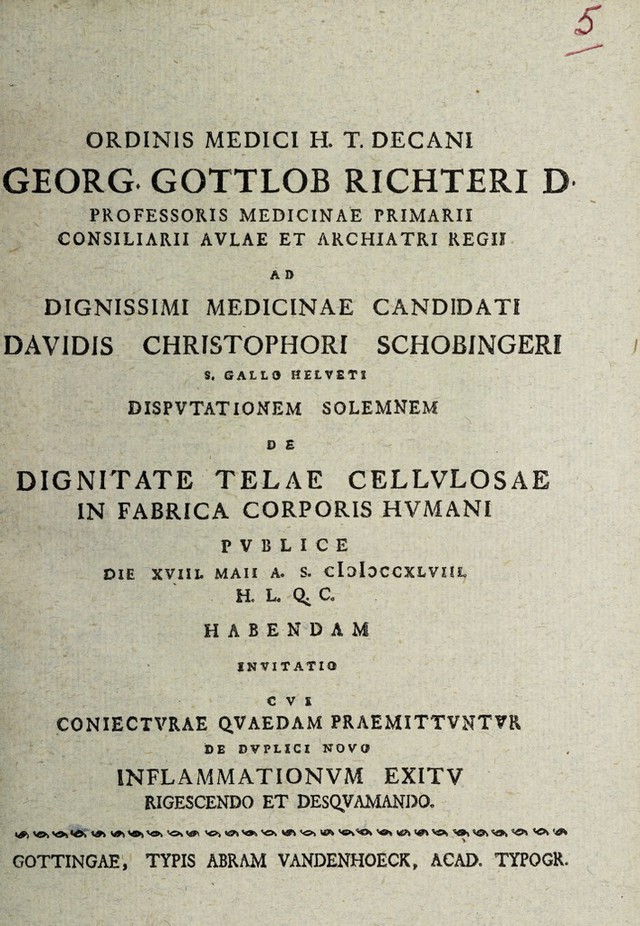 5
ORDINIS MEDICI H. T. DECANI
GEORG. GOTTLOB RICHTERI D.
PROFESSORIS MEDICINAE PRIMARII
CONSILIARII AVLAE ET ARCHIATRI REGII
AD
DIGNISSIMI MEDICINAE CANDIDATI
DAVIDIS CHRISTOPHORI SCHOBINGERI
S. GALLO HELVETI
DISPVTATIONEM SOLEMNEM
DE
DIGNITATE TELAE CELLVLOSAE
IN FABRICA CORPORIS HVMANI
PVBLICE
DIE XVIII. MAII A. S. CIƆIƆCCXLVIII.
H. L. Q. C.
HABENDAM
INVITATIO
CVI
CONIECTVRAE QVAEDAM PRAEMITTVNTVR
DE DVPLICI NOVO
INFLAMMATIONVM EXITV
RIGESCENDO ET DESQVAMANDO.
GOTTINGAE, TYPIS ABRAM VANDENHOECK, ACAD. TYPOGR.